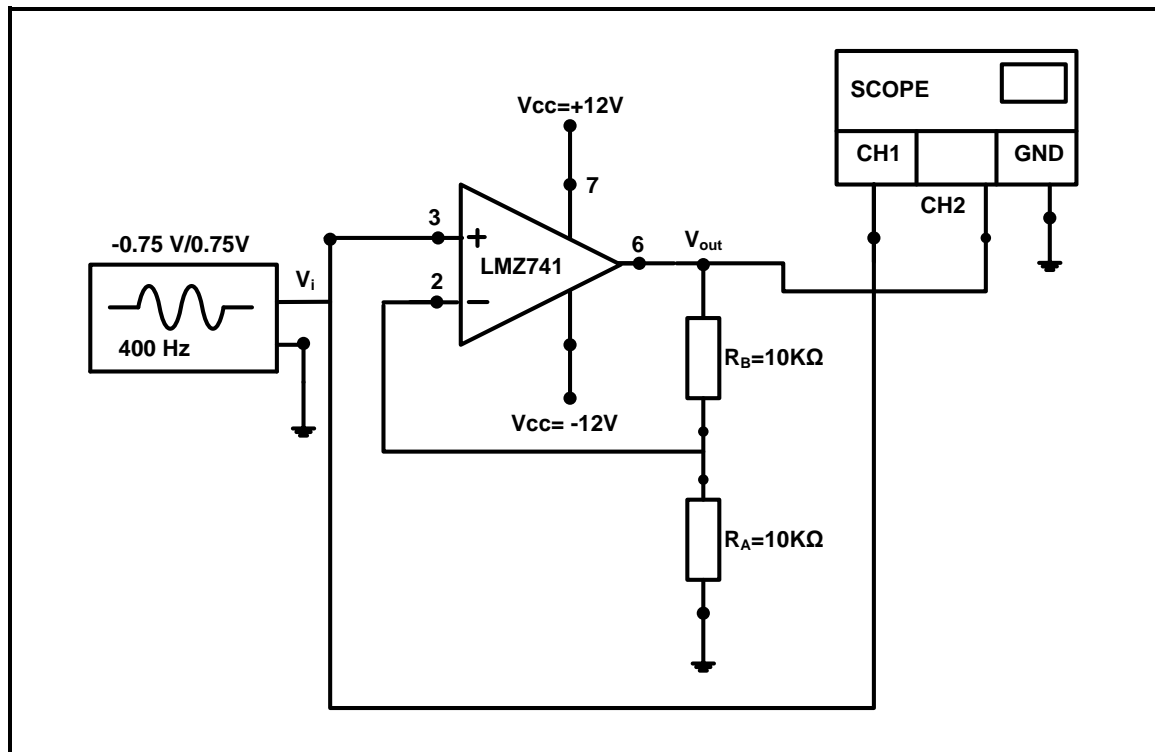 SCOPE
CH1
GND
CH2
Vcc=+12V
7
3
+
LMZ741
2
−
6
Vout
-0.75 V/0.75V
Vi
400 Hz
RB=10KΩ
Vcc= -12V
RA=10KΩ